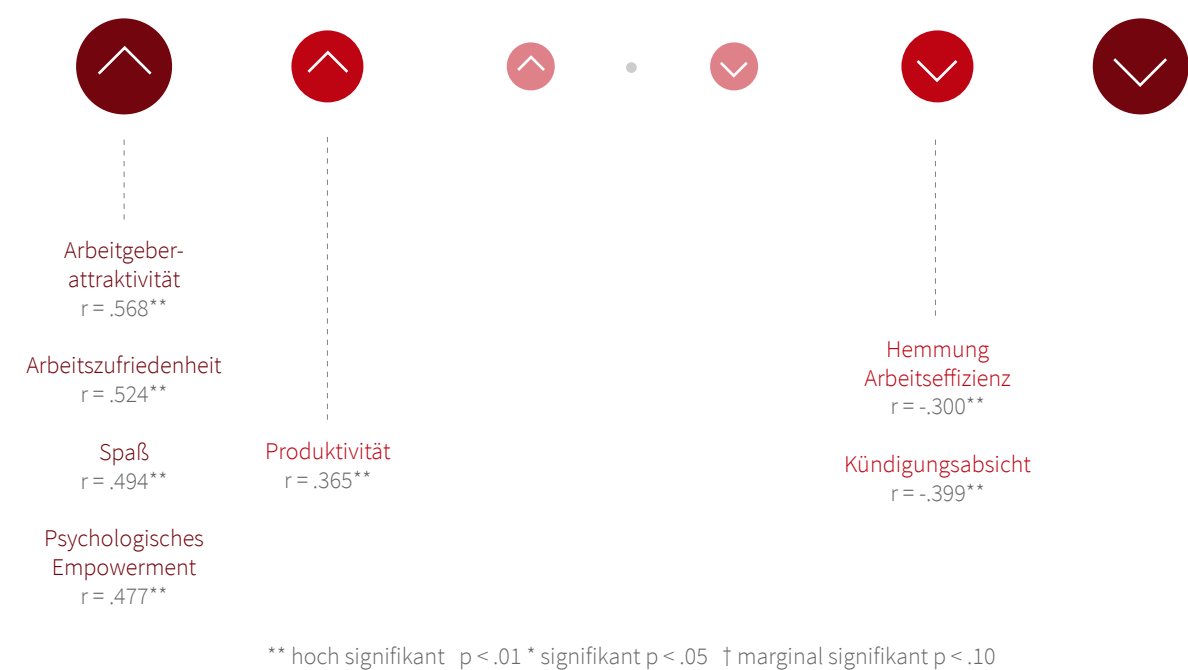 Arbeitgeber-
attraktivität
r = .568**
Arbeitszufriedenheit
r = .524**
Spaß
r = .494**
Psychologisches
Empowerment
r = .477**
Produktivität
r = .365**
Hemmung
Arbeitseffizienz
r = -.300**
Kündigungsabsicht
r = -.399**
** hoch signifikant p < .01 * signifikant p < .05 † marginal signifikant p < .10